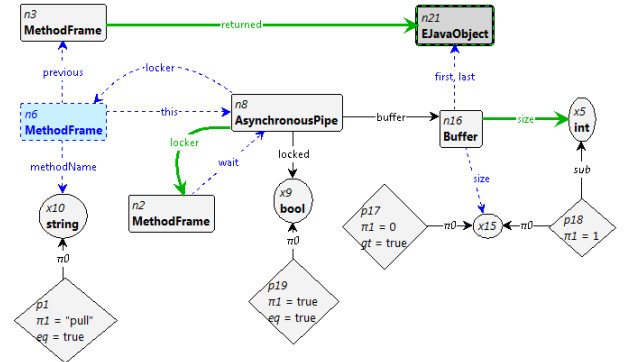 n3
MethodFrame
returned
n21
EJavaObject
previous
locker
first, last
n6
MethodFrame
this
n8
AsynchronousPipe
buffer
n16
Buffer
size
x5
int
locker
wait
locked
methodName
size
sub
n2
MethodFrame
x9
bool
x10
string
p17
π1 = 0
gt = true
π0
x15
π0
p18
π1 = 1
π0
π0
p1
π1 = "pull"
eq = true
p19
π1 = true
eq = true